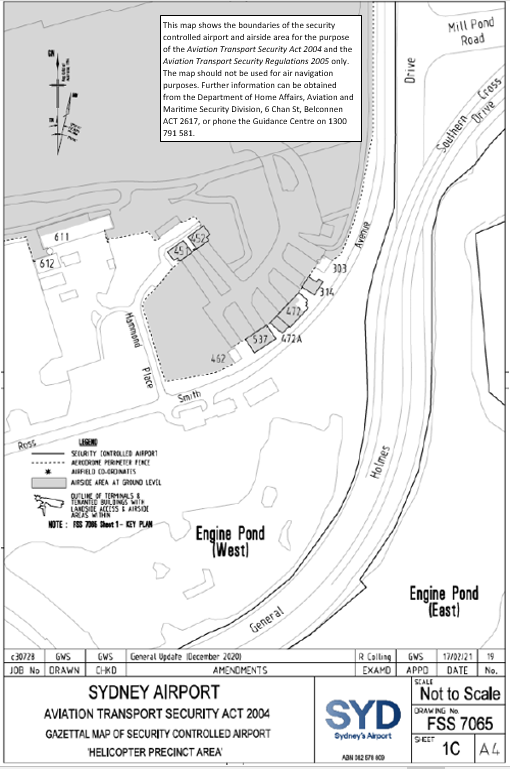 This map shows the boundaries of the security
controlled airport and airside area for the purpose
of the Aviation Transport Security Act 2004 and the
Aviation Transport Security Regulations 2005 only.
The map should not be used for air navigation
purposes. Further information can be obtained
from the Department of Home Affairs, Aviation and
Maritime Security Division, 6 Chan St, Belconnen
ACT 2617, or phone the Guidance Centre on 1300
791 581.
Mill Pond
Road
Drive
Southern Cross
Drive
GN
TN
611
612
452
451
Avenue
303
314
472
472A
537
462
Hammond
Place
Smith
Ross
LEGEND
SECURITY CONTROLLED AIRPORT
AERODROME PERIMETER FENCE
AIRFIELD CO-ORDINATES
AIRSIDE AREA AT GROUND LEVEL
OUTLINE OF TERMINALS &
TENANTED BUILDINGS WITH
LANDSIDE ACCESS & AIRSIDE
AREAS WITHIN
NOTE : FSS 7066 Sheet 1 - KEY PLAN
Holmes
General
Engine Pond
(West)
Engine Pond
(East)
c30728 GWS GWS General Update (December 2020) R Colling GWS 17/02/21 19
JOB No DRAWN CHKD AMENDMENTS EXAMD APPD DATE No.
SYDNEY AIRPORT
AVIATION TRANSPORT SECURITY ACT 2004
GAZETTAL MAP OF SECURITY CONTROLLED AIRPORT
'HELICOPTER PRECINCT AREA'
SYD
Sydney's Airport
SCALE
Not to Scale
DRAWING No.
FSS 7065
SHEET
1C
A4